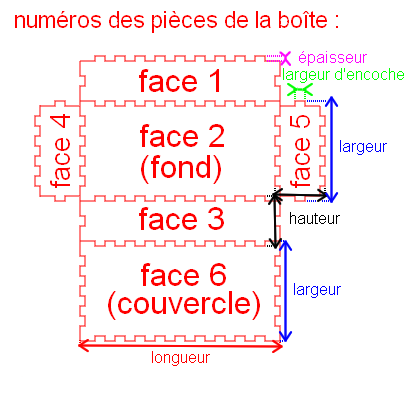 numéros des pièces de la boîte :
épaisseur
largeur d'encoche
face 1
face 4
face 2
(fond)
face 5
largeur
face 3
hauteur
face 6
(couvercle)
largeur
longueur